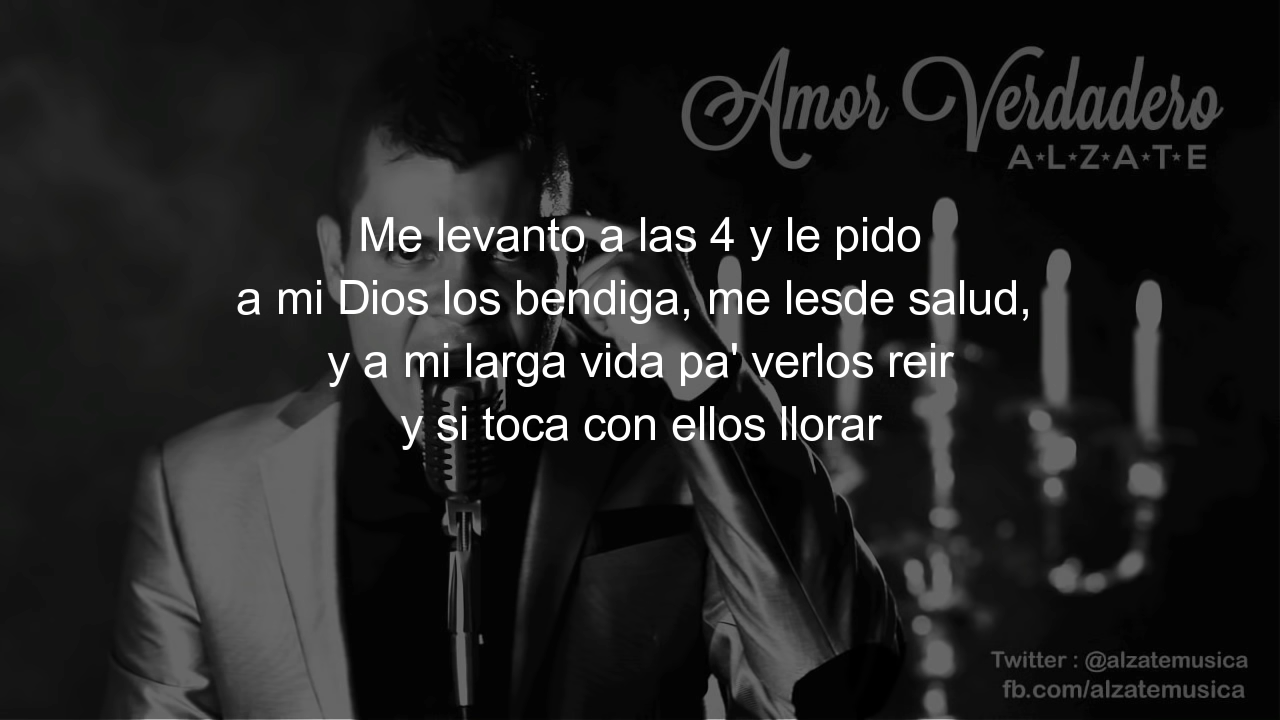 Amor Verdadero
A★L★Z★A★T★E
Me levanto a las 4 y le pido
a mi Dios los bendiga, me lesde salud,
y a mi larga vida pa' verlos reir
y si toca con ellos llorar
Twitter : @alzatemusica
fb.com/alzatemusica